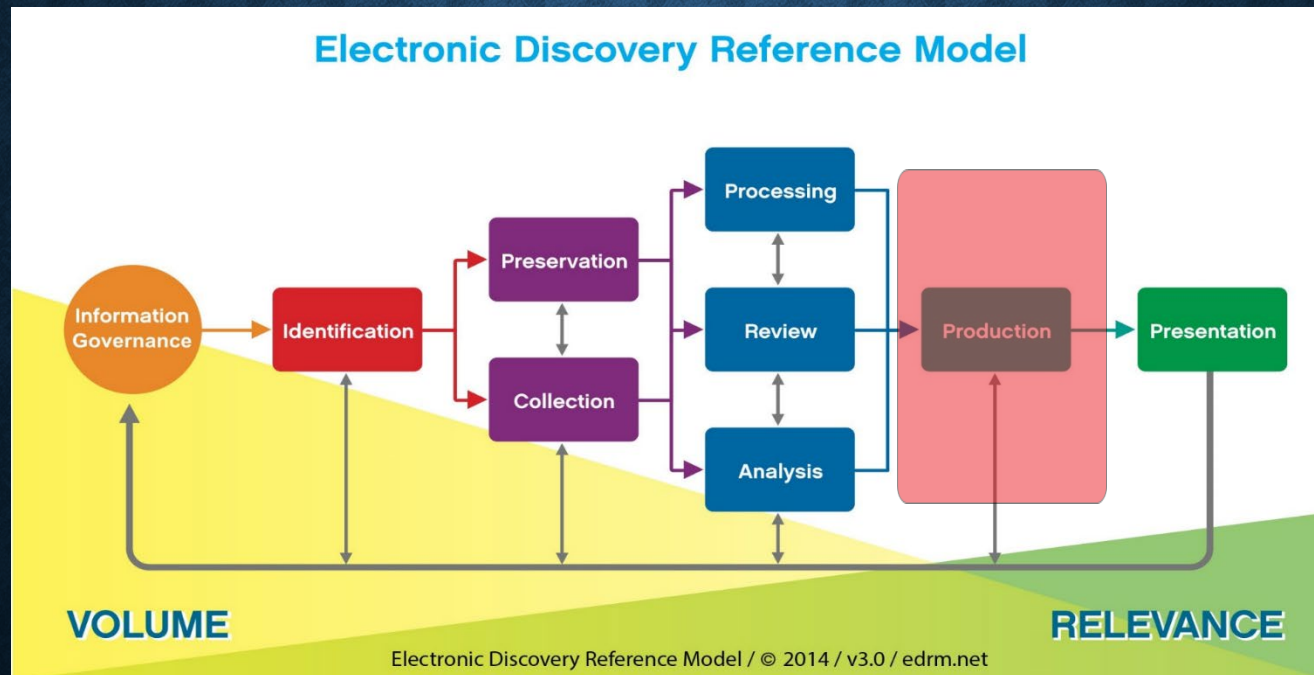 Electronic Discovery Reference Model
Information
Governance
Identification
Preservation
Collection
Processing
Review
Analysis
Production
Presentation
VOLUME
RELEVANCE
Electronic Discovery Reference Model / © 2014 / v3.0 / edrm.net